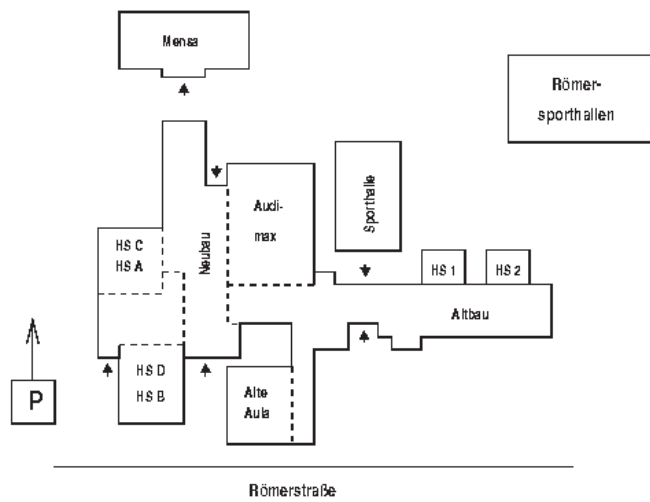 Mensa
Römer-
sporthallen
Audi-
max
Sporthalle
Neubau
HS C
HS A
HS 1
HS 2
Altbau
HS D
HS B
Alte
Aula
P
Römerstraße